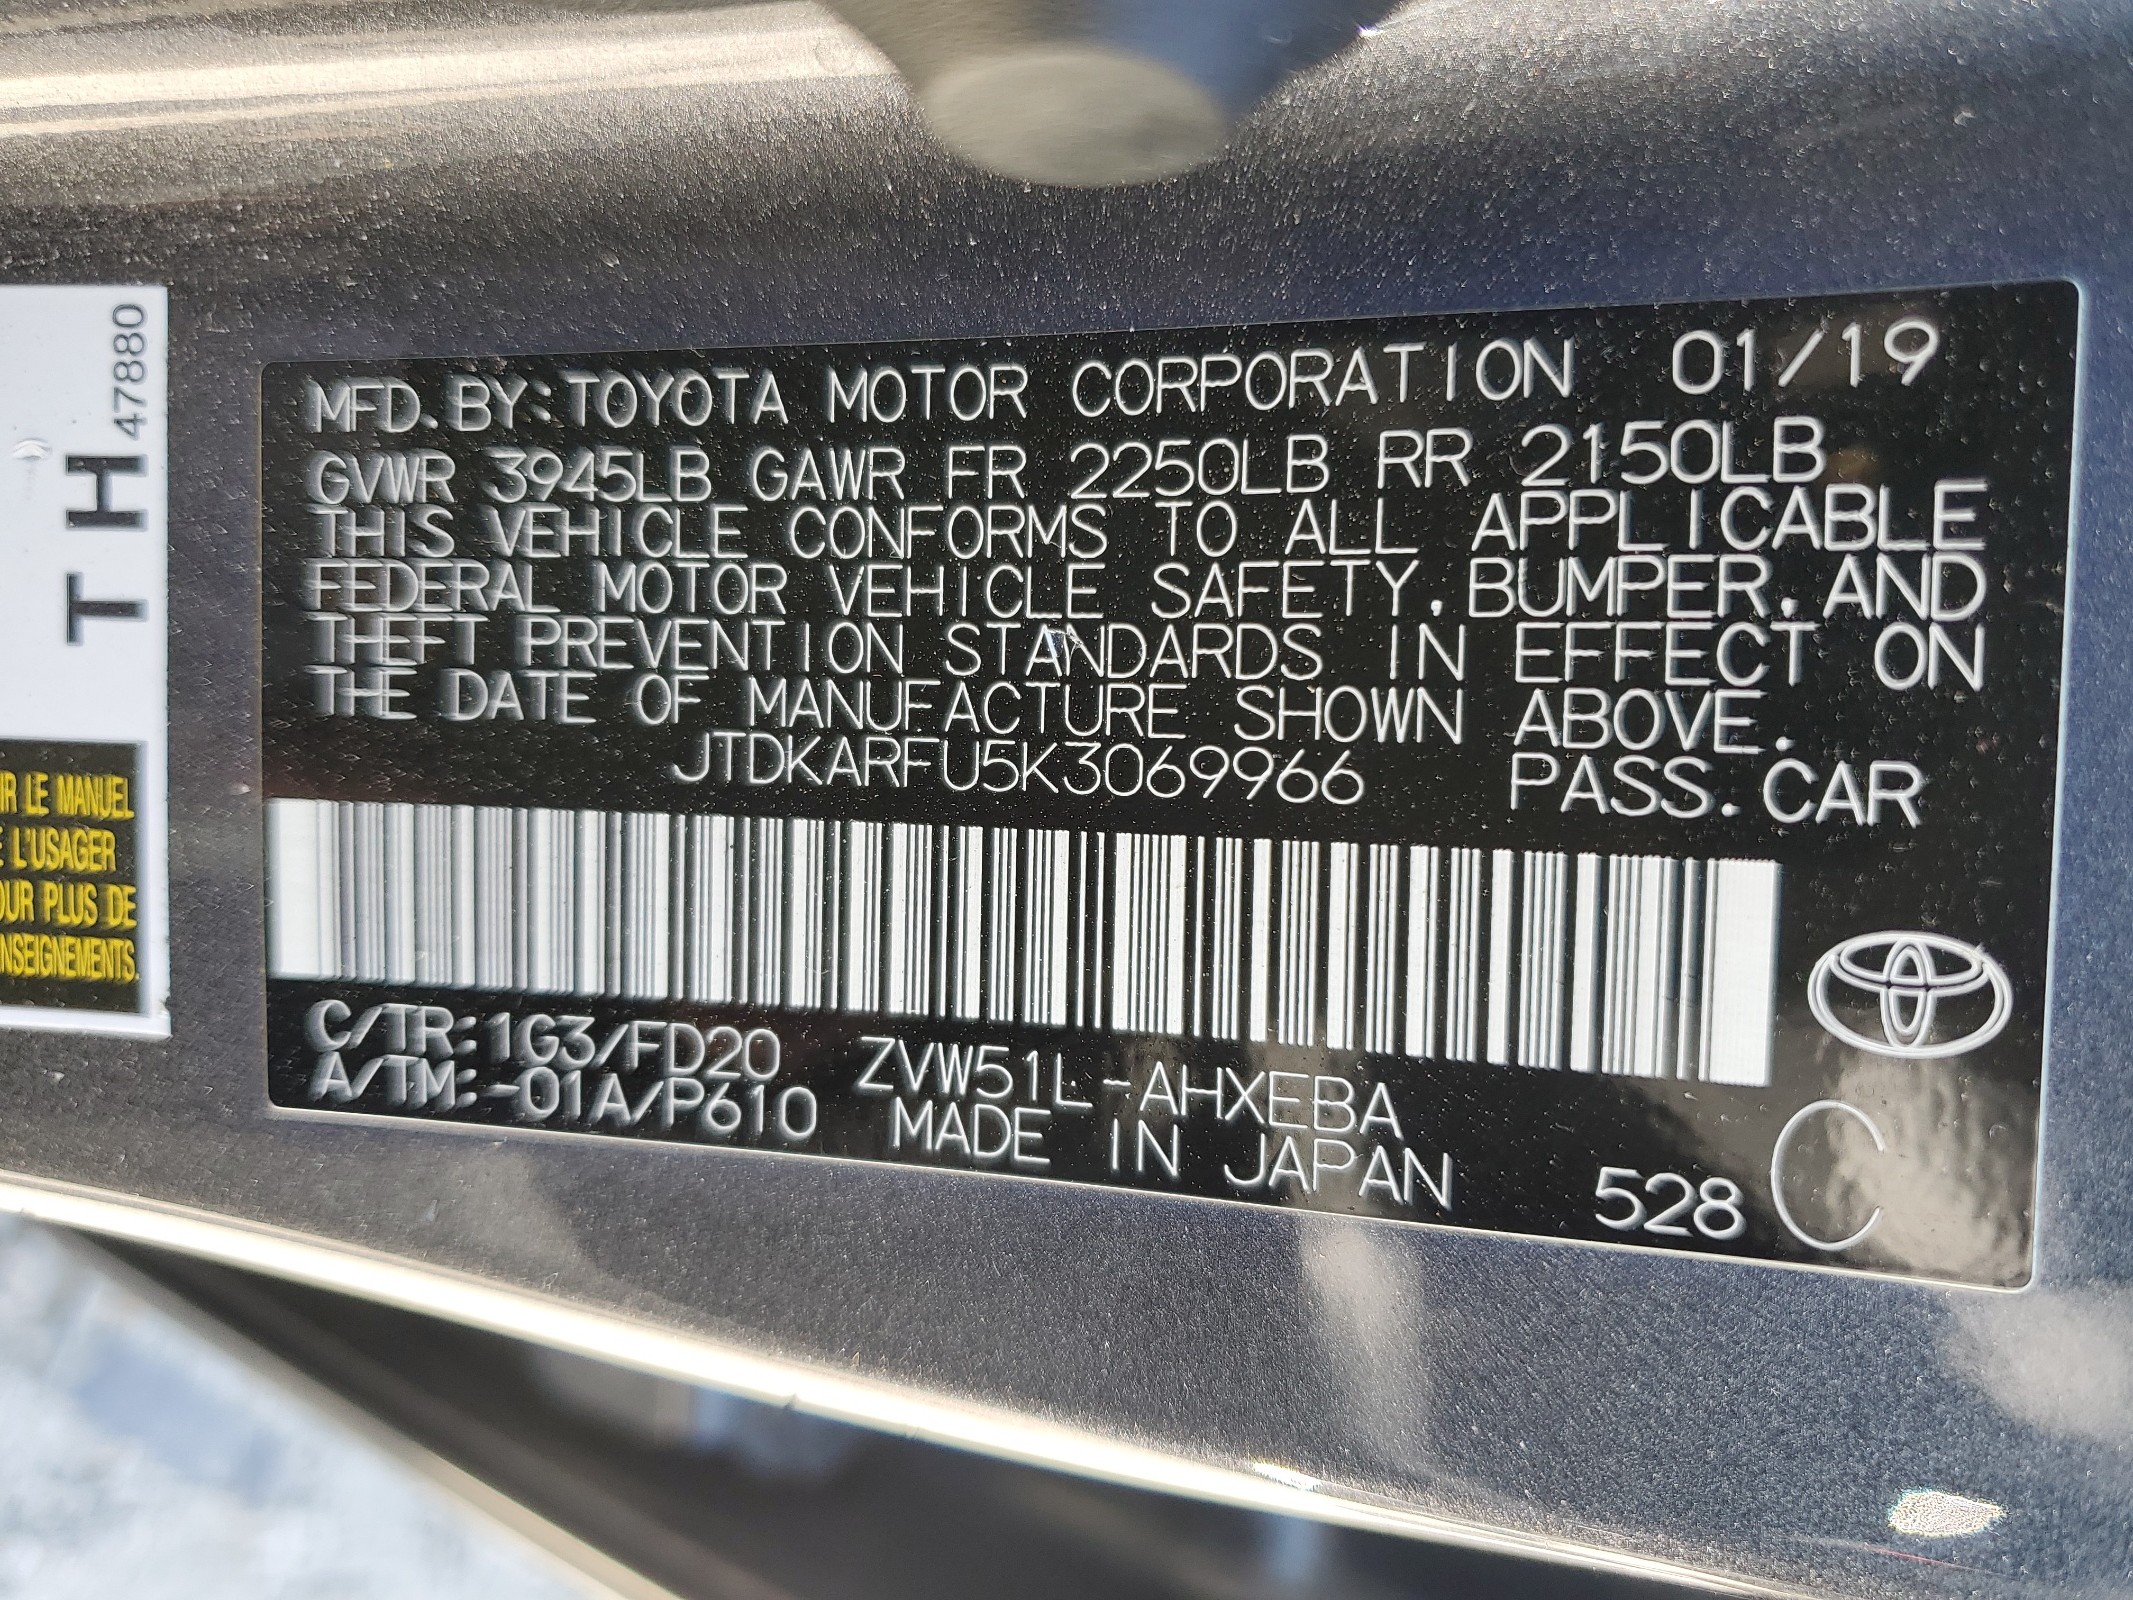 MFD. BY: TOYOTA MOTOR CORPORATION 01/19
GVWR 3945LB GAWR FR 2250LB RR 2150LB
THIS VEHICLE CONFORMS TO ALL APPLICABLE
FEDERAL MOTOR VEHICLE SAFETY, BUMPER, AND
THEFT PREVENTION STANDARDS IN EFFECT ON
THE DATE OF MANUFACTURE SHOWN ABOVE.
JTDKARFU5K3069966 PASS. CAR
C/TR: 1G3/FD20 ZVW51L-AHXEBA
A/TM: -01A/P610 MADE IN JAPAN
528 C
T H
47880
IR LE MANUEL
E L'USAGER
OUR PLUS DE
NSEIGNEMENTS.